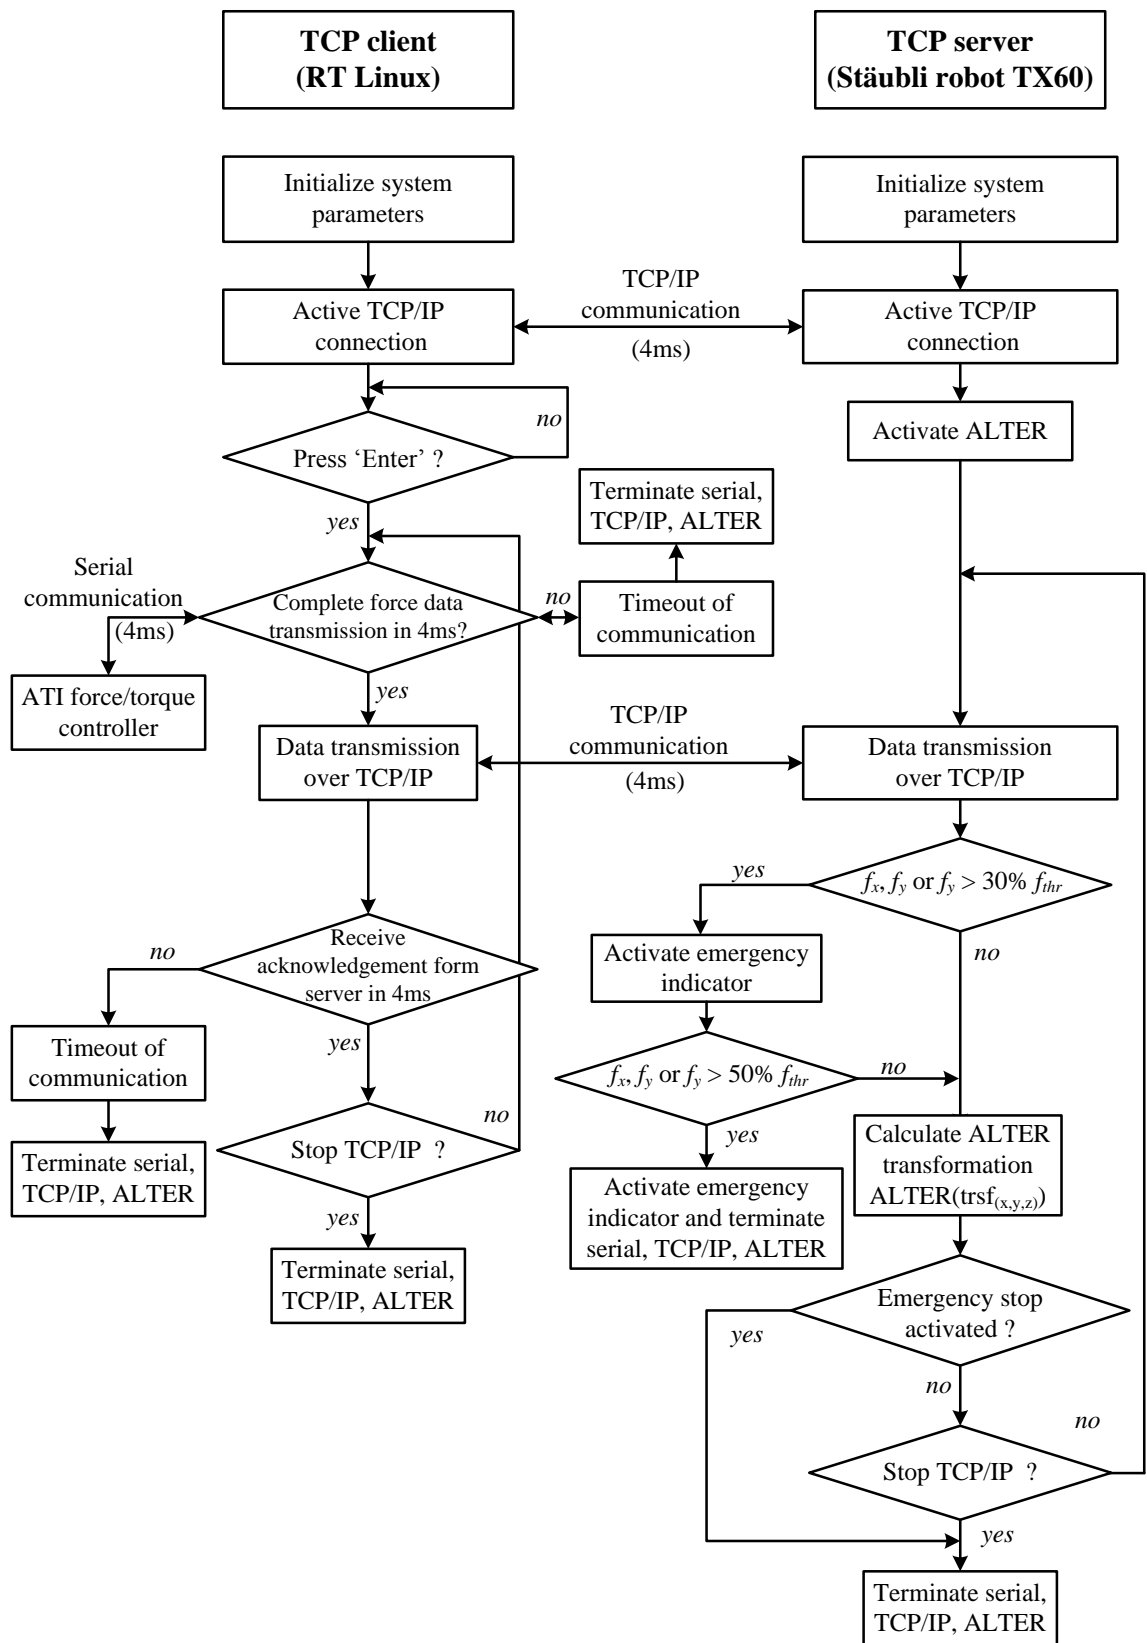 TCP client
(RT Linux)
TCP server
(Stäubli robot TX60)
Initialize system
parameters
Initialize system
parameters
Active TCP/IP
connection
TCP/IP
communication
(4ms)
Active TCP/IP
connection
no
Press ‘Enter’ ?
Activate ALTER
yes
Terminate serial,
TCP/IP, ALTER
Serial
communication
(4ms)
Complete force data
transmission in 4ms?
no
Timeout of
communication
ATI force/torque
controller
yes
Data transmission
over TCP/IP
TCP/IP
communication
(4ms)
Data transmission
over TCP/IP
yes
fx, fy or fy > 30% fthr
no
Receive
acknowledgement form
server in 4ms
no
Activate emergency
indicator
Timeout of
communication
yes
fx, fy or fy > 50% fthr
no
Stop TCP/IP ?
no
yes
Terminate serial,
TCP/IP, ALTER
Calculate ALTER
transformation
ALTER(trsf(x,y,z))
Activate emergency
indicator and terminate
serial, TCP/IP, ALTER
yes
Terminate serial,
TCP/IP, ALTER
Emergency stop
activated ?
yes
no
no
Stop TCP/IP ?
yes
Terminate serial,
TCP/IP, ALTER